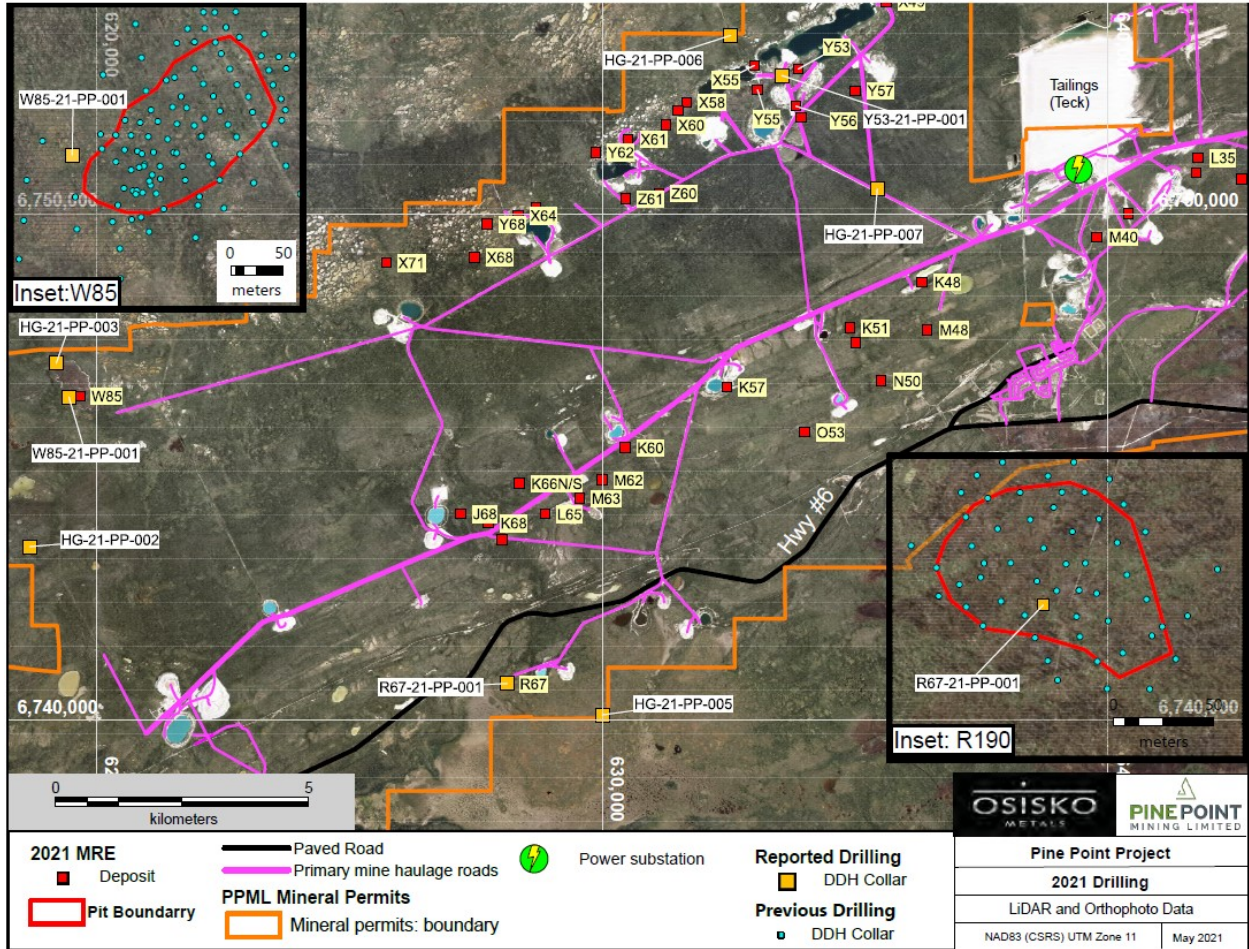 620,000
640,000
W85-21-PP-001
6,750,000
0 50
meters
Inset:W85
HG-21-PP-006
X49
Y53
X55
Y57
X58
Y55
Y56
Y53-21-PP-001
X60
X61
Y62
Z61
Z60
X64
Y68
X68
X71
HG-21-PP-007
Tailings
(Teck)
L35
M40
K48
K51
M48
N50
K57
O53
HG-21-PP-003
W85
W85-21-PP-001
K60
K66N/S
M62
M63
J68
L65
K68
HG-21-PP-002
Hwy #6
R67-21-PP-001
R67
HG-21-PP-005
6,740,000
630,000
R67-21-PP-001
6,740,000
0 50
meters
Inset: R190
0 5
kilometers
OSISKO
METALS
PINE POINT
MINING LIMITED
2021 MRE
Deposit
Pit Boundarry
Paved Road
Primary mine haulage roads
PPML Mineral Permits
Mineral permits: boundary
Power substation
Reported Drilling
DDH Collar
Previous Drilling
DDH Collar
Pine Point Project
2021 Drilling
LiDAR and Orthophoto Data
NAD83 (CSRS) UTM Zone 11
May 2021